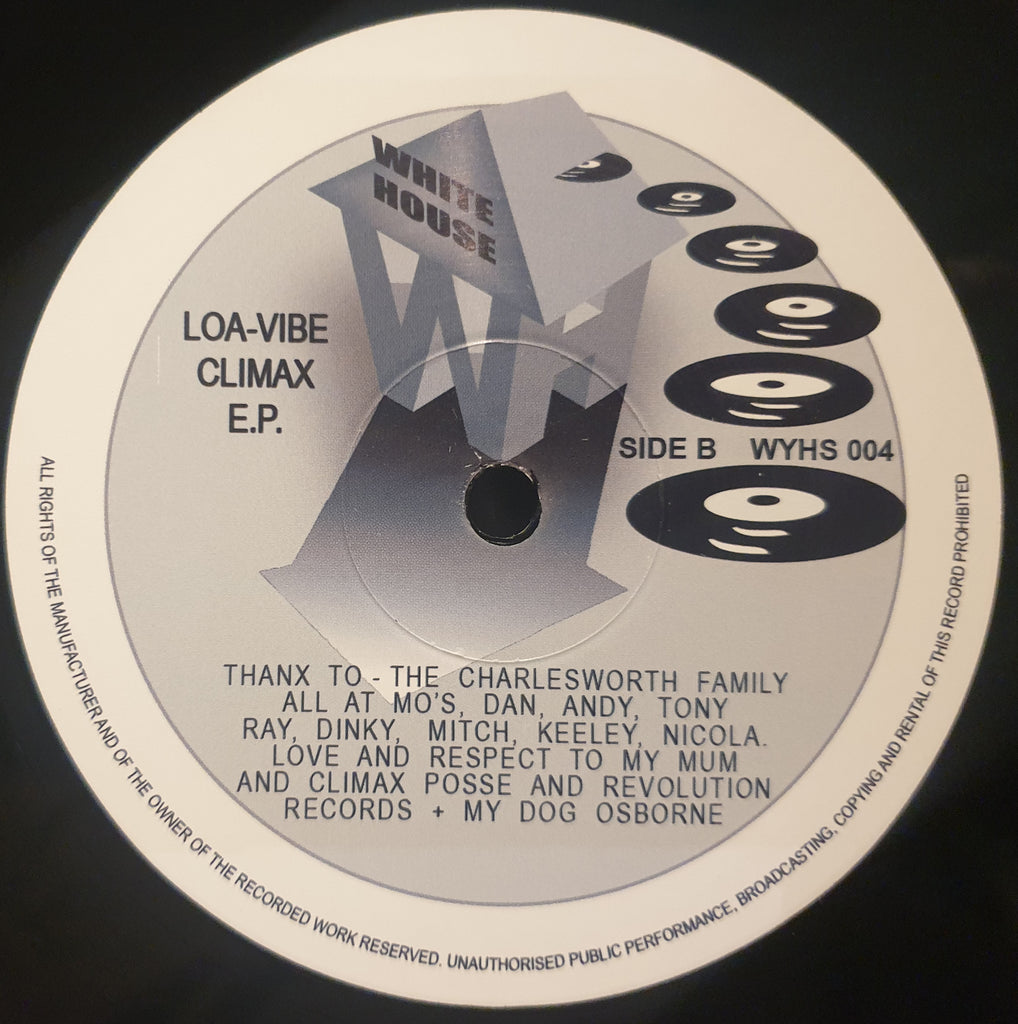 WHITE
HOUSE
LOA-VIBE
CLIMAX
E.P.
SIDE B WYHS 004
THANX TO - THE CHARLESWORTH FAMILY
ALL AT MO'S, DAN, ANDY, TONY
RAY, DINKY, MITCH, KEELEY, NICOLA.
LOVE AND RESPECT TO MY MUM
AND CLIMAX POSSE AND REVOLUTION
RECORDS + MY DOG OSBORNE
ALL RIGHTS OF THE MANUFACTURER AND OF THE OWNER OF THE RECORDED WORK RESERVED. UNAUTHORISED PUBLIC PERFORMANCE, BROADCASTING, COPYING AND RENTAL OF THIS RECORD PROHIBITED